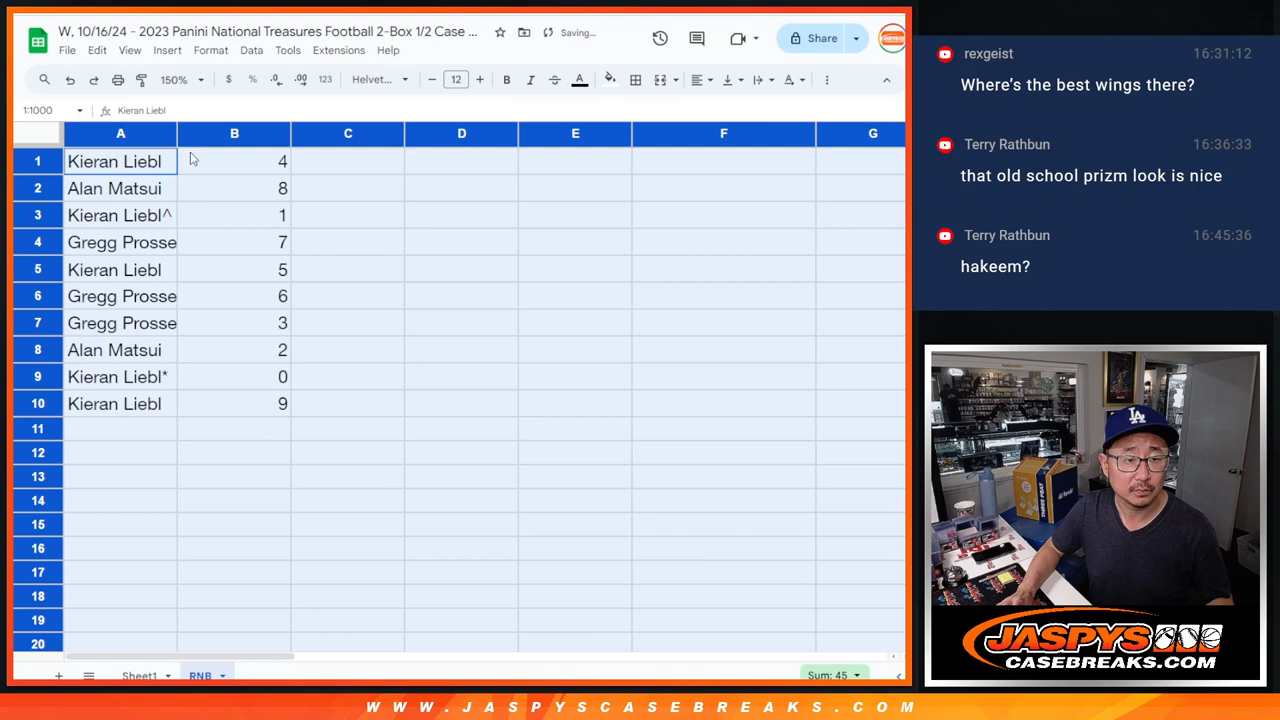 W, 10/16/24 - 2023 Panini National Treasures Football 2-Box 1/2 Case ...
Saving...
File Edit View Insert Format Data Tools Extensions Help
Share
150% $ % .0 .00 123 Helvet... 12 B I A
1:1000 fx Kieran Liebl
A B C D E F G
1 Kieran Liebl 4
2 Alan Matsui 8
3 Kieran Liebl^ 1
4 Gregg Prosse 7
5 Kieran Liebl 5
6 Gregg Prosse 6
7 Gregg Prosse 3
8 Alan Matsui 2
9 Kieran Liebl* 0
10 Kieran Liebl 9
11
12
13
14
15
16
17
18
19
20
Sheet1 RNB Sum: 45
rexgeist 16:31:12
Where's the best wings there?
Terry Rathbun 16:36:33
that old school prizm look is nice
Terry Rathbun 16:45:36
hakeem?
LA
THREE PEAT
JASPYS
CASEBREAKS.COM
WWW.JASPYSCASEBREAKS.COM